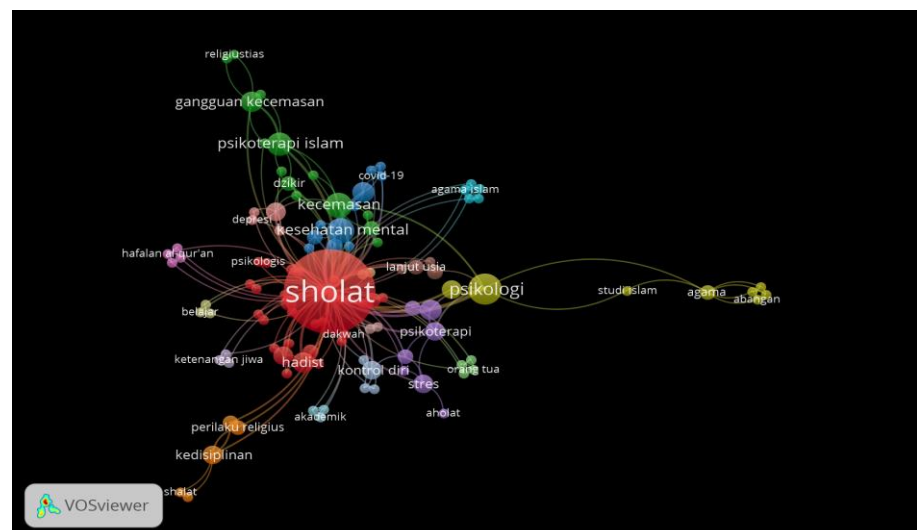 religiustias
gangguan kecemasan
psikoterapi islam
covid-19
dzikir
agama islam
kecemasan
depresi
kesehatan mental
hafalan al-qur'an
psikologis
lanjut usia
sholat
psikologi
studi islam
agama
abangan
belajar
dakwah
psikoterapi
ketenangan jiwa
hadist
kontrol diri
orang tua
stres
akademik
aholat
perilaku religius
kedisiplinan
shalat
VOSviewer